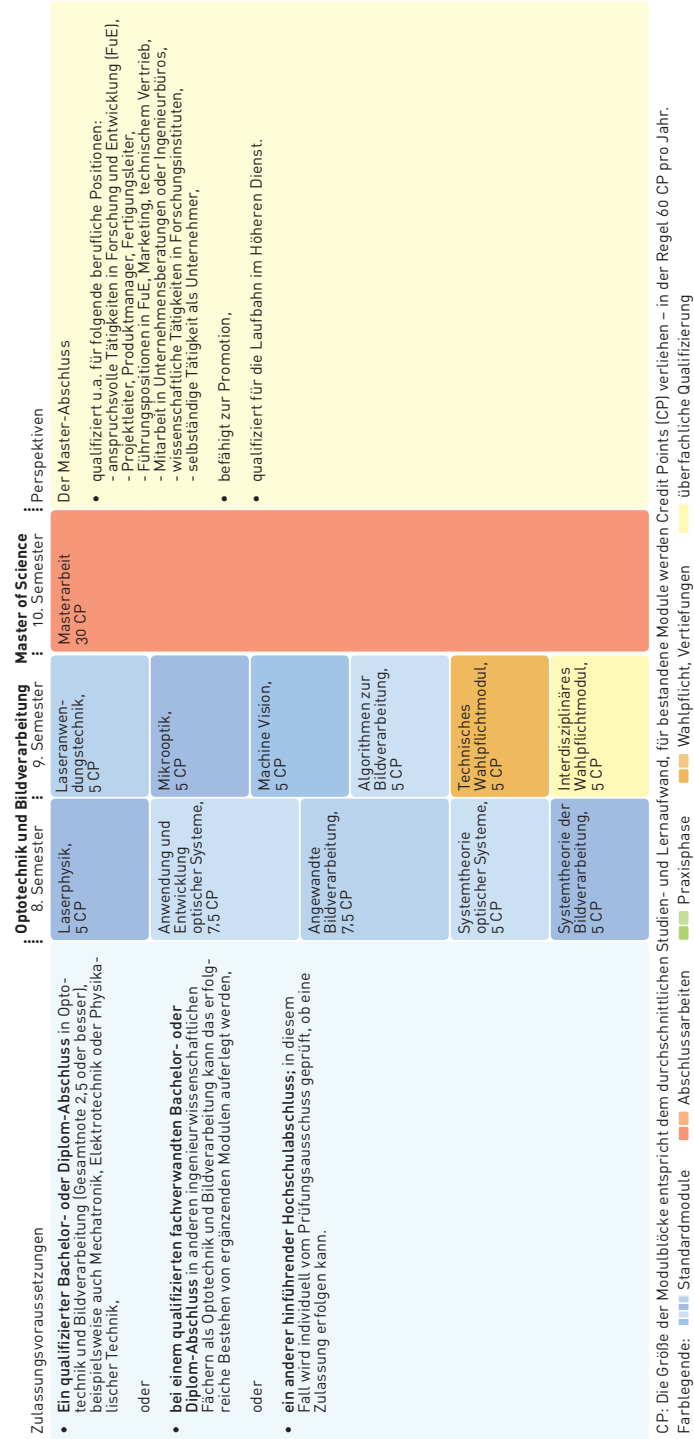 Zulassungsvoraussetzungen
• Ein qualifizierter Bachelor- oder Diplom-Abschluss in Opto-
technik und Bildverarbeitung (Gesamtnote 2,5 oder besser),
beispielsweise auch Mechatronik, Elektrotechnik oder Physika-
lischer Technik,
oder
• bei einem qualifizierten fachverwandten Bachelor- oder
Diplom-Abschluss in anderen ingenieurwissenschaftlichen
Fächern als Optotechnik und Bildverarbeitung kann das erfolg-
reiche Bestehen von ergänzenden Modulen auferlegt werden,
oder
• ein anderer hinführender Hochschulabschluss; in diesem
Fall wird individuell vom Prüfungsausschuss geprüft, ob eine
Zulassung erfolgen kann.
Optotechnik und Bildverarbeitung
8. Semester
Laserphysik,
5 CP
Anwendung und
Entwicklung
optischer Systeme,
7,5 CP
Angewandte
Bildverarbeitung,
7,5 CP
Systemtheorie
optischer Systeme,
5 CP
Systemtheorie der
Bildverarbeitung,
5 CP
9. Semester
Laseranwen-
dungstechnik,
5 CP
Mikrooptik,
5 CP
Machine Vision,
5 CP
Algorithmen zur
Bildverarbeitung,
5 CP
Technisches
Wahlpflichtmodul,
5 CP
Interdisziplinäres
Wahlpflichtmodul,
5 CP
Master of Science
10. Semester
Masterarbeit
30 CP
Perspektiven
Der Master-Abschluss
• qualifiziert u.a. für folgende berufliche Positionen:
- anspruchsvolle Tätigkeiten in Forschung und Entwicklung (FuE),
- Projektleiter, Produktmanager, Fertigungsleiter,
- Führungspositionen in FuE, Marketing, technischem Vertrieb,
- Mitarbeit in Unternehmensberatungen oder Ingenieurbüros,
- wissenschaftliche Tätigkeiten in Forschungsinstituten,
- selbständige Tätigkeit als Unternehmer,
• befähigt zur Promotion,
• qualifiziert für die Laufbahn im Höheren Dienst.
CP: Die Größe der Modulblöcke entspricht dem durchschnittlichen Studien- und Lernaufwand, für bestandene Module werden Credit Points (CP) verliehen – in der Regel 60 CP pro Jahr.
Farblegende: Standardmodule Abschlussarbeiten Praxisphase Wahlpflicht, Vertiefungen überfachliche Qualifizierung